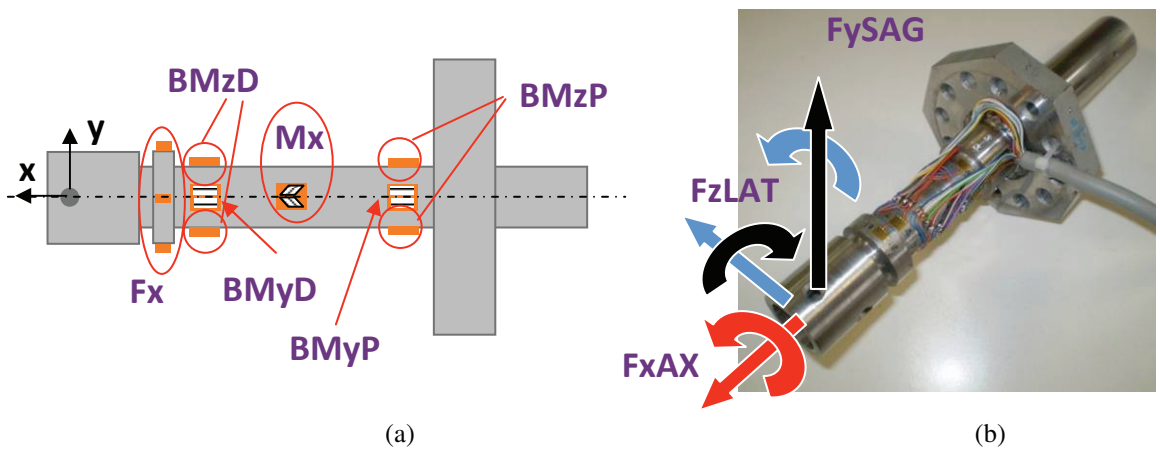 BMzD
BMzP
Mx
y
x
Fx
BMyD
BMyP
(a)
FySAG
FzLAT
FxAX
(b)